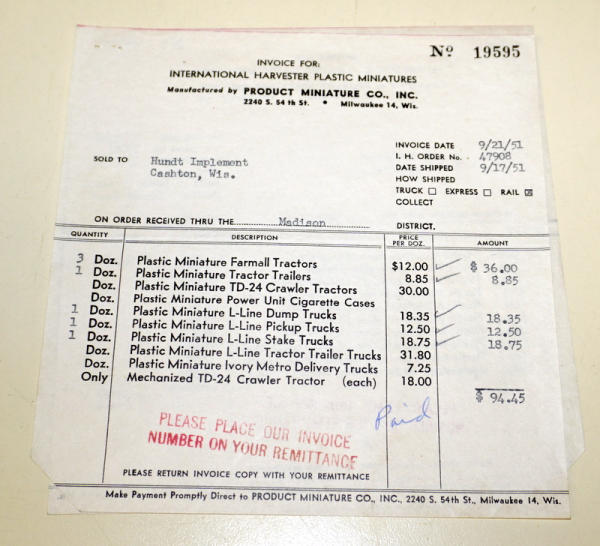 Nº 19595
INVOICE FOR:
INTERNATIONAL HARVESTER PLASTIC MINIATURES
Manufactured by PRODUCT MINIATURE CO., INC.
2240 S. 54 th St. • Milwaukee 14, Wis.
INVOICE DATE 9/21/51
SOLD TO Hundt Implement I. H. ORDER No. 47908
Cashton, Wis. DATE SHIPPED 9/17/51
HOW SHIPPED
TRUCK ☐ EXPRESS ☐ RAIL ☒
COLLECT
ON ORDER RECEIVED THRU THE Madison DISTRICT.
QUANTITY DESCRIPTION PRICE PER DOZ. AMOUNT
3 Doz. Plastic Miniature Farmall Tractors $12.00 $ 36.00
1 Doz. Plastic Miniature Tractor Trailers 8.85 8.85
Doz. Plastic Miniature TD-24 Crawler Tractors 30.00
Doz. Plastic Miniature Power Unit Cigarette Cases
1 Doz. Plastic Miniature L-Line Dump Trucks 18.35 18.35
1 Doz. Plastic Miniature L-Line Pickup Trucks 12.50 12.50
1 Doz. Plastic Miniature L-Line Stake Trucks 18.75 18.75
Doz. Plastic Miniature L-Line Tractor Trailer Trucks 31.80
Doz. Plastic Miniature Ivory Metro Delivery Trucks 7.25
Only Mechanized TD-24 Crawler Tractor (each) 18.00
$ 94.45
Paid
PLEASE PLACE OUR INVOICE
NUMBER ON YOUR REMITTANCE
PLEASE RETURN INVOICE COPY WITH YOUR REMITTANCE
Make Payment Promptly Direct to PRODUCT MINIATURE CO., INC., 2240 S. 54th St., Milwaukee 14, Wis.